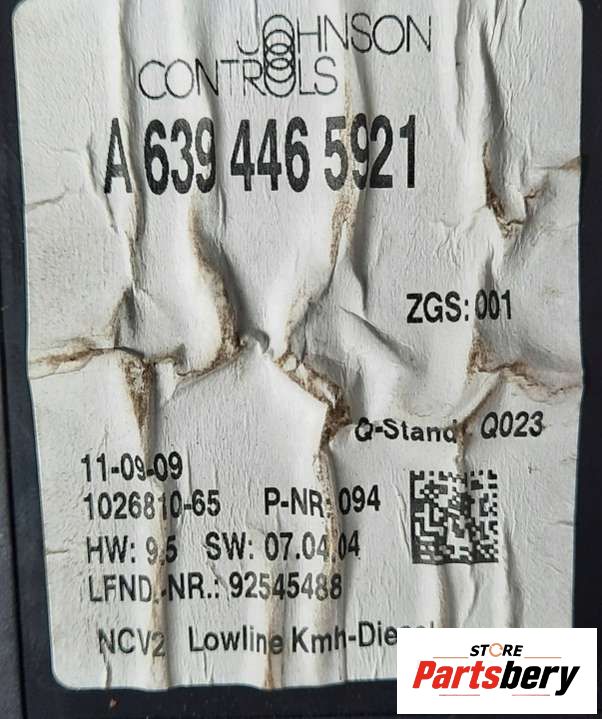 JOHNSON
CONTROLS
A 639 446 5921
ZGS: 001
Q-Stand: Q023
11-09-09
1026810-65 P-NR: 094
HW: 9.5 SW: 07.04.04
LFND.-NR.: 92545488
NCV2 Lowline Kmh-Diesel
STORE
Partsbery